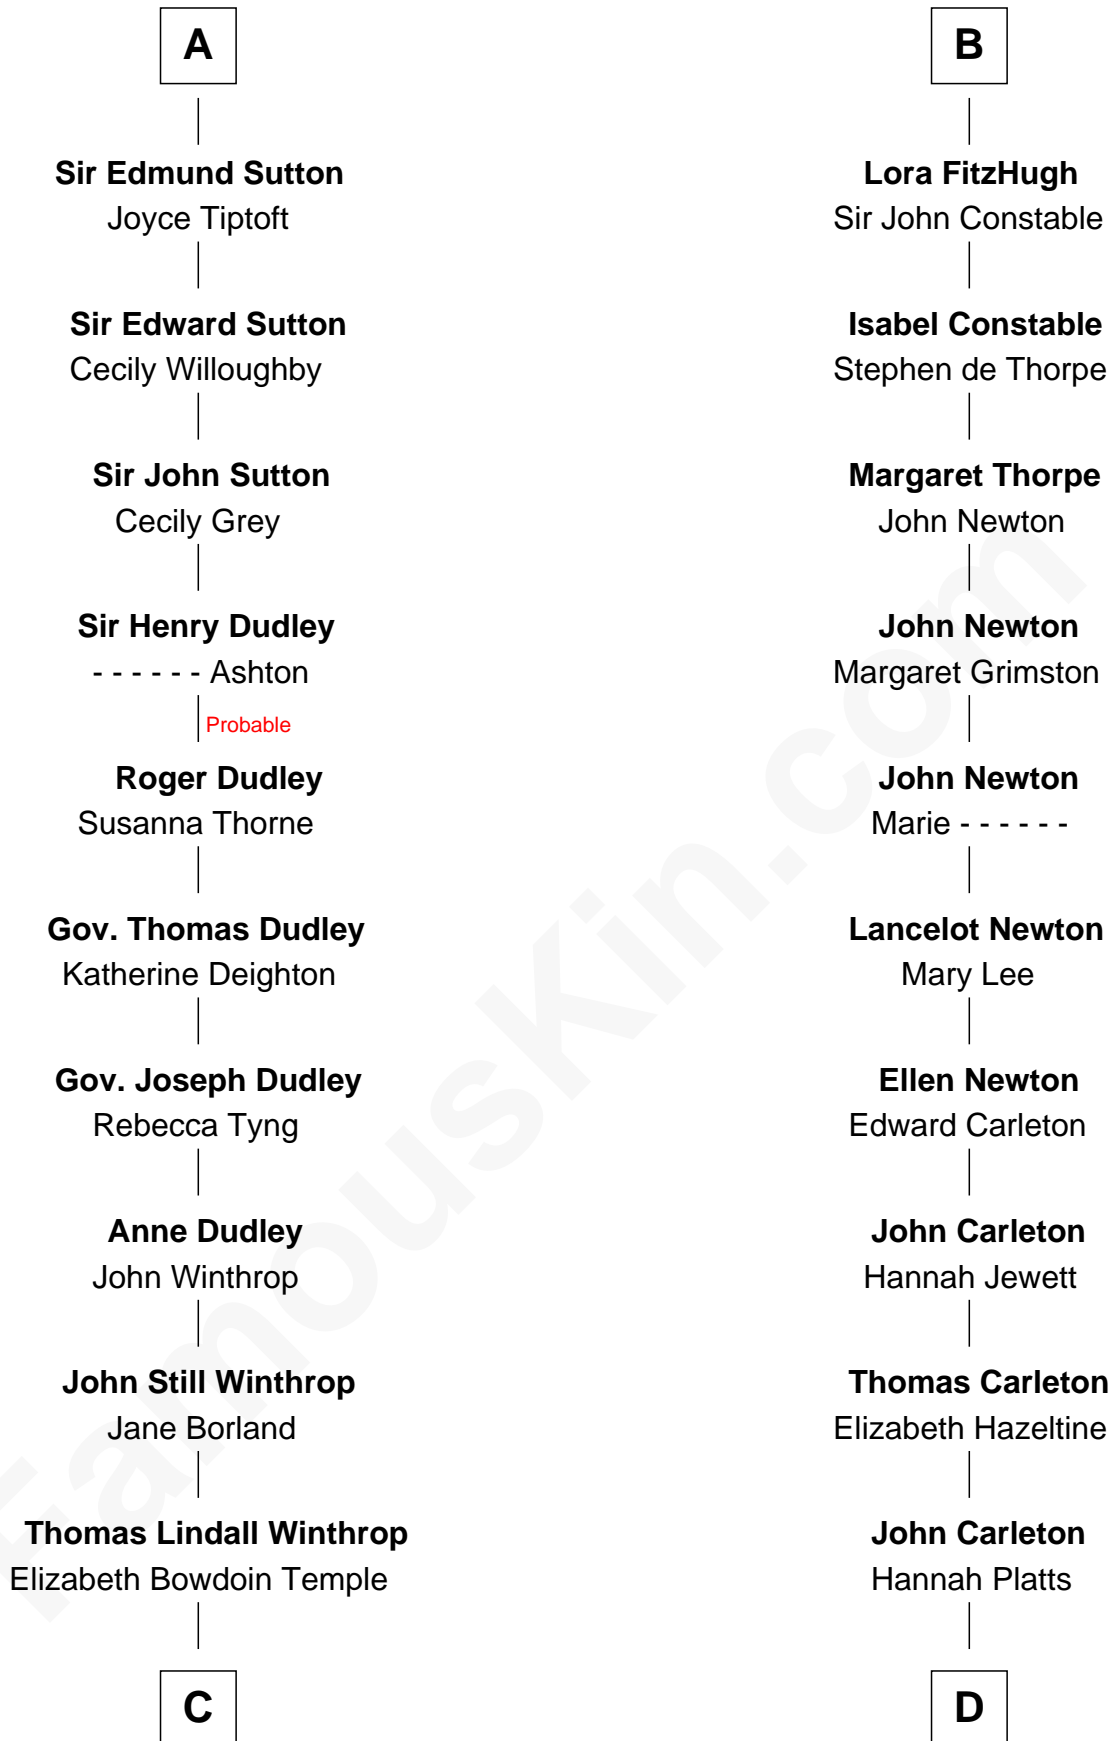 A
Sir Edmund Sutton
Joyce Tiptoft
Sir Edward Sutton
Cecily Willoughby
Sir John Sutton
Cecily Grey
Sir Henry Dudley
- - - - - - Ashton
Probable
Roger Dudley
Susanna Thorne
Gov. Thomas Dudley
Katherine Deighton
Gov. Joseph Dudley
Rebecca Tyng
Anne Dudley
John Winthrop
John Still Winthrop
Jane Borland
Thomas Lindall Winthrop
Elizabeth Bowdoin Temple
C
B
Lora FitzHugh
Sir John Constable
Isabel Constable
Stephen de Thorpe
Margaret Thorpe
John Newton
John Newton
Margaret Grimston
John Newton
Marie - - - - - -
Lancelot Newton
Mary Lee
Ellen Newton
Edward Carleton
John Carleton
Hannah Jewett
Thomas Carleton
Elizabeth Hazeltine
John Carleton
Hannah Platts
D
FamousKin.com